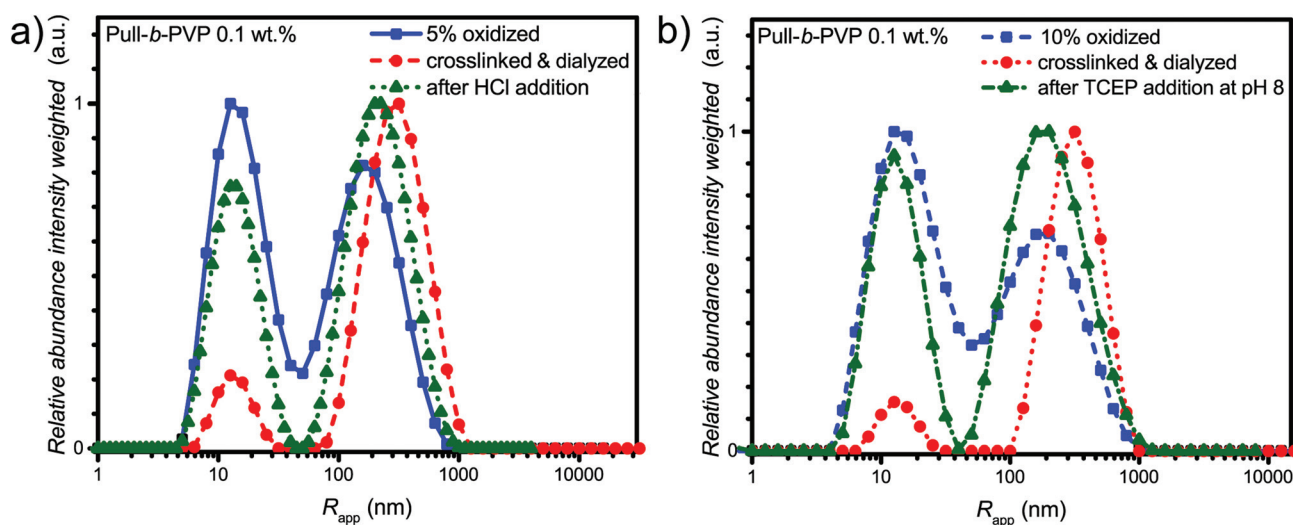 a)
Pull-b-PVP 0.1 wt.%
5% oxidized
crosslinked & dialyzed
after HCl addition
Relative abundance intensity weighted (a.u.)
1
0
1 10 100 1000 10000
Rapp (nm)
b)
Pull-b-PVP 0.1 wt.%
10% oxidized
crosslinked & dialyzed
after TCEP addition at pH 8
Relative abundance intensity weighted (a.u.)
1
0
1 10 100 1000 10000
Rapp (nm)